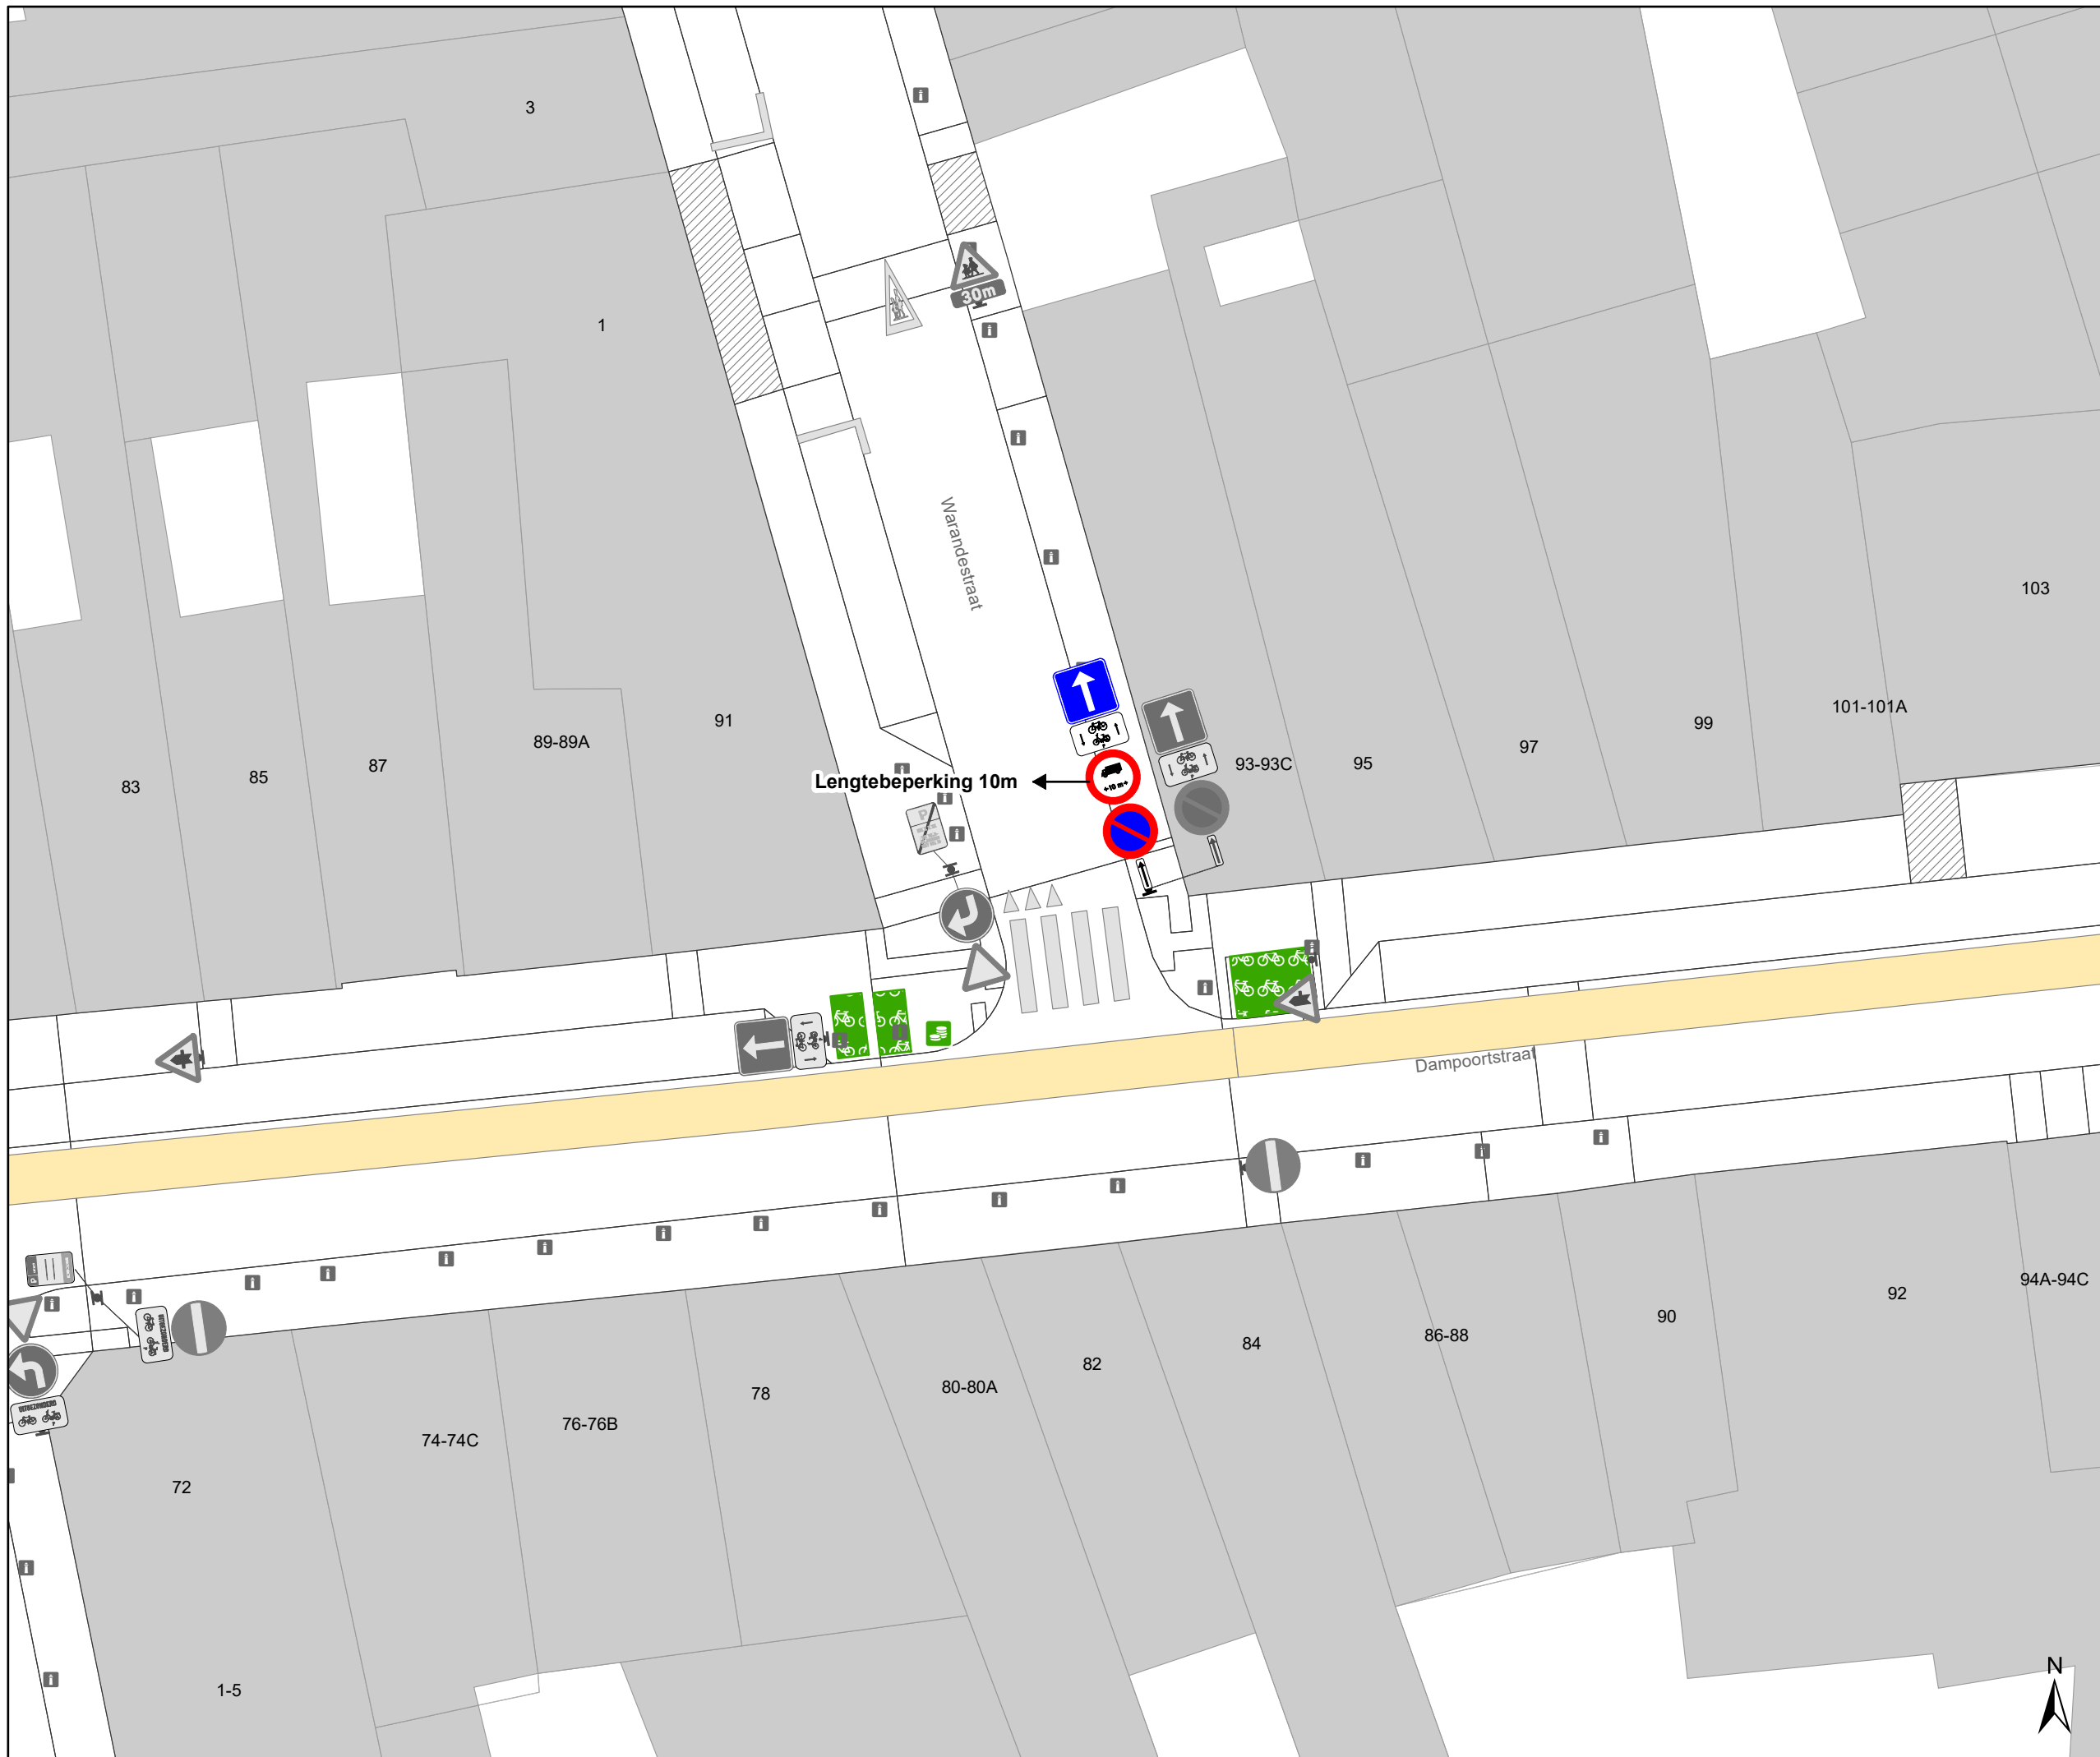 3
30m
1
Warandestraat
103
91
89-89A
87
85
83
Lengtebeperking 10m
←10 m→
93-93C
95
97
99
101-101A
P
Dampoortstraat
P
72
74-74C
76-76B
78
80-80A
82
84
86-88
90
92
94A-94C
1-5
N